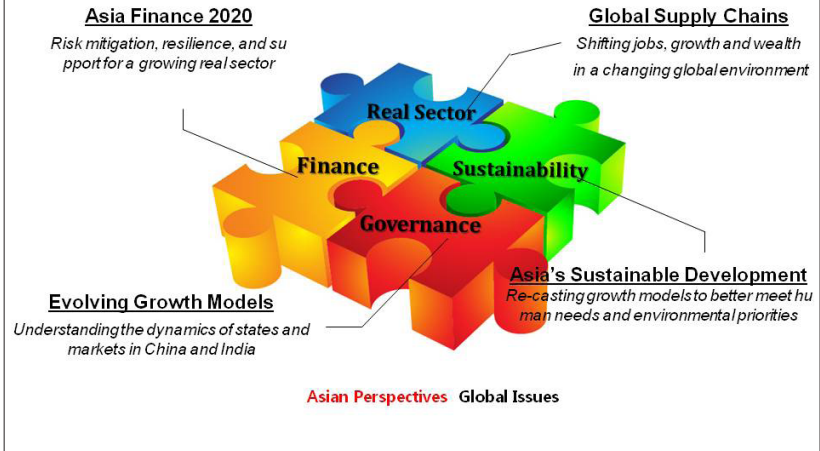 Asia Finance 2020
Risk mitigation, resilience, and su
pport for a growing real sector
Global Supply Chains
Shifting jobs, growth and wealth
in a changing global environment
Real Sector
Finance
Sustainability
Governance
Evolving Growth Models
Understanding the dynamics of states and
markets in China and India
Asia's Sustainable Development
Re-casting growth models to better meet hu
man needs and environmental priorities
Asian Perspectives Global Issues